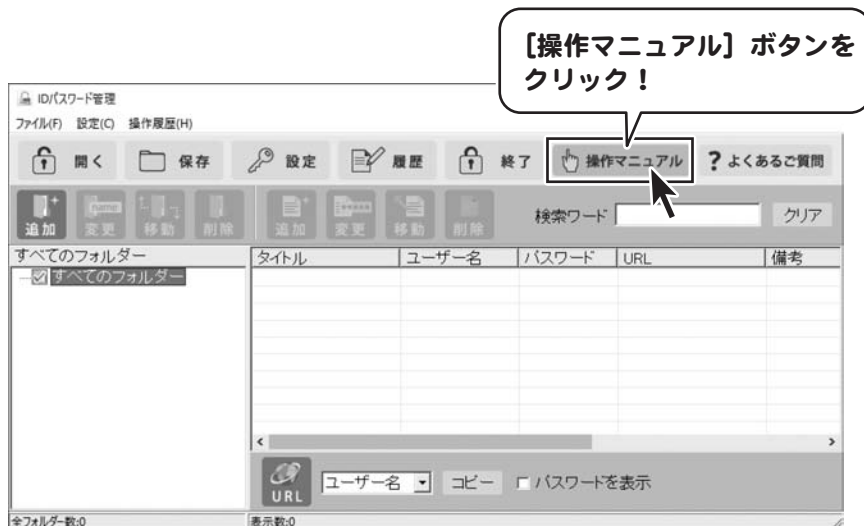 [操作マニュアル] ボタンを
クリック！
ID/パスワード管理
ファイル(F) 設定(C) 操作履歴(H)
開く 保存 設定 履歴 終了 操作マニュアル ? よくあるご質問
追加 name 変更 移動 削除 追加 変更 移動 削除 検索ワード クリア
すべてのフォルダー タイトル ユーザー名 パスワード URL 備考
すべてのフォルダー
URL ユーザー名 コピー パスワードを表示
全フォルダー数:0 表示数:0